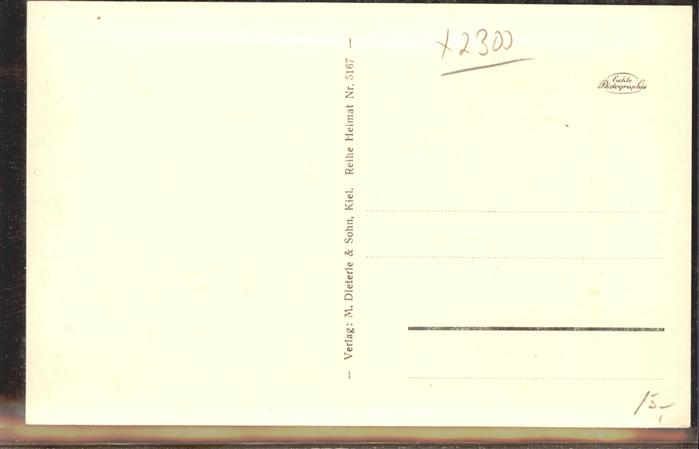 x2300
Echte
Photographie
— Verlag: M. Dieterle & Sohn, Kiel. Reihe Heimat Nr. 5167 —
15,-